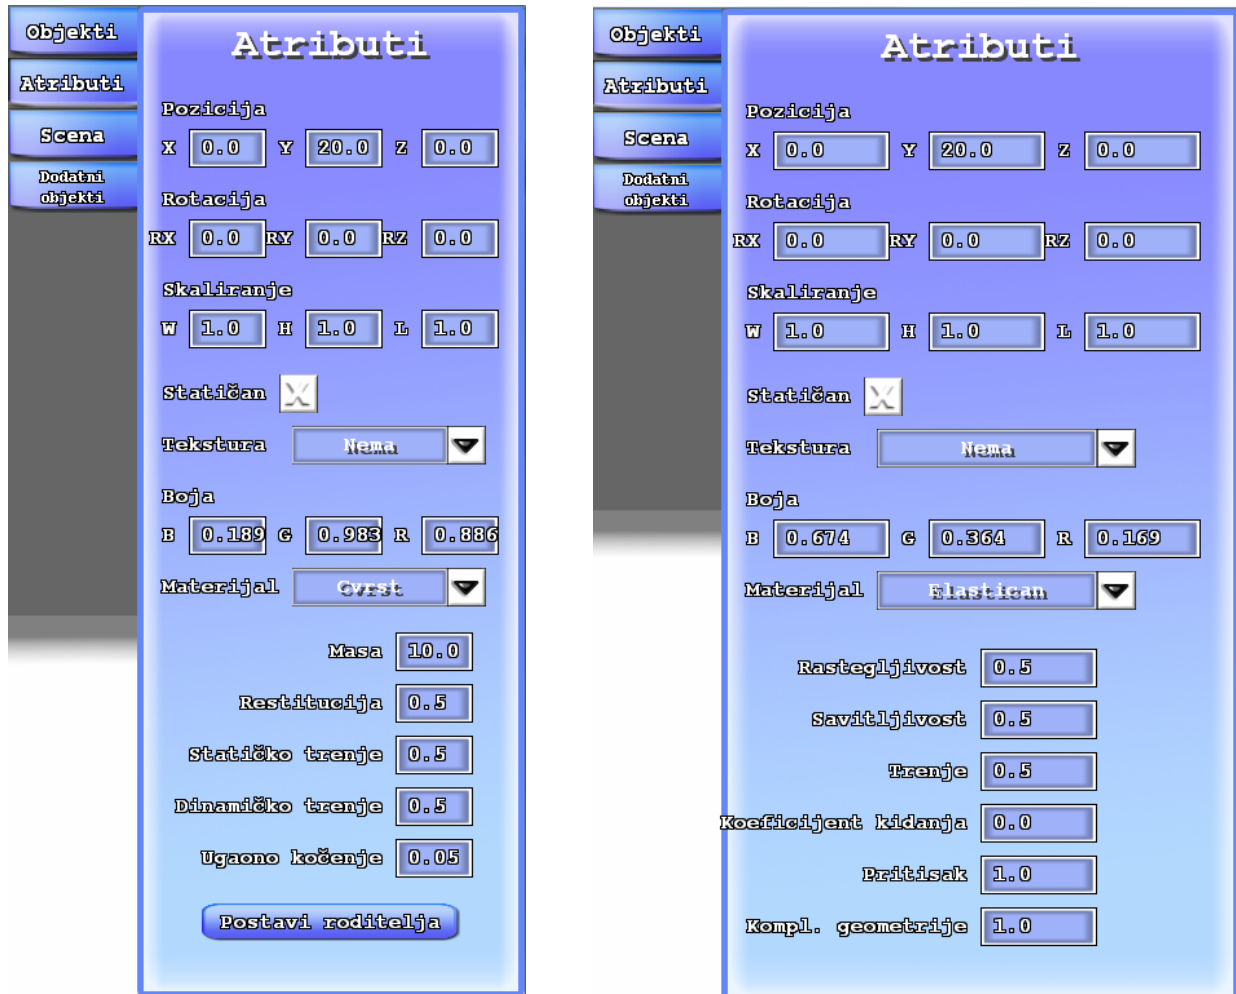 Objekti
Atributi
Scena
Dodatni
objekti
Atributi
Pozicija
X 0.0 Y 20.0 Z 0.0
Rotacija
RX 0.0 RY 0.0 RZ 0.0
Skaliranje
W 1.0 H 1.0 L 1.0
Statičan X
Tekstura Nema
Boja
B 0.189 G 0.983 R 0.886
Materijal Cvrst
Masa 10.0
Restitucija 0.5
Statičko trenje 0.5
Dinamičko trenje 0.5
Ugaono kočenje 0.05
Postavi roditelja
Objekti
Atributi
Scena
Dodatni
objekti
Atributi
Pozicija
X 0.0 Y 20.0 Z 0.0
Rotacija
RX 0.0 RY 0.0 RZ 0.0
Skaliranje
W 1.0 H 1.0 L 1.0
Statičan X
Tekstura Nema
Boja
B 0.674 G 0.364 R 0.169
Materijal Elastican
Rastegljivost 0.5
Savitljivost 0.5
Trenje 0.5
Koeficijent kidanja 0.0
Pritisak 1.0
Kompl. geometrije 1.0